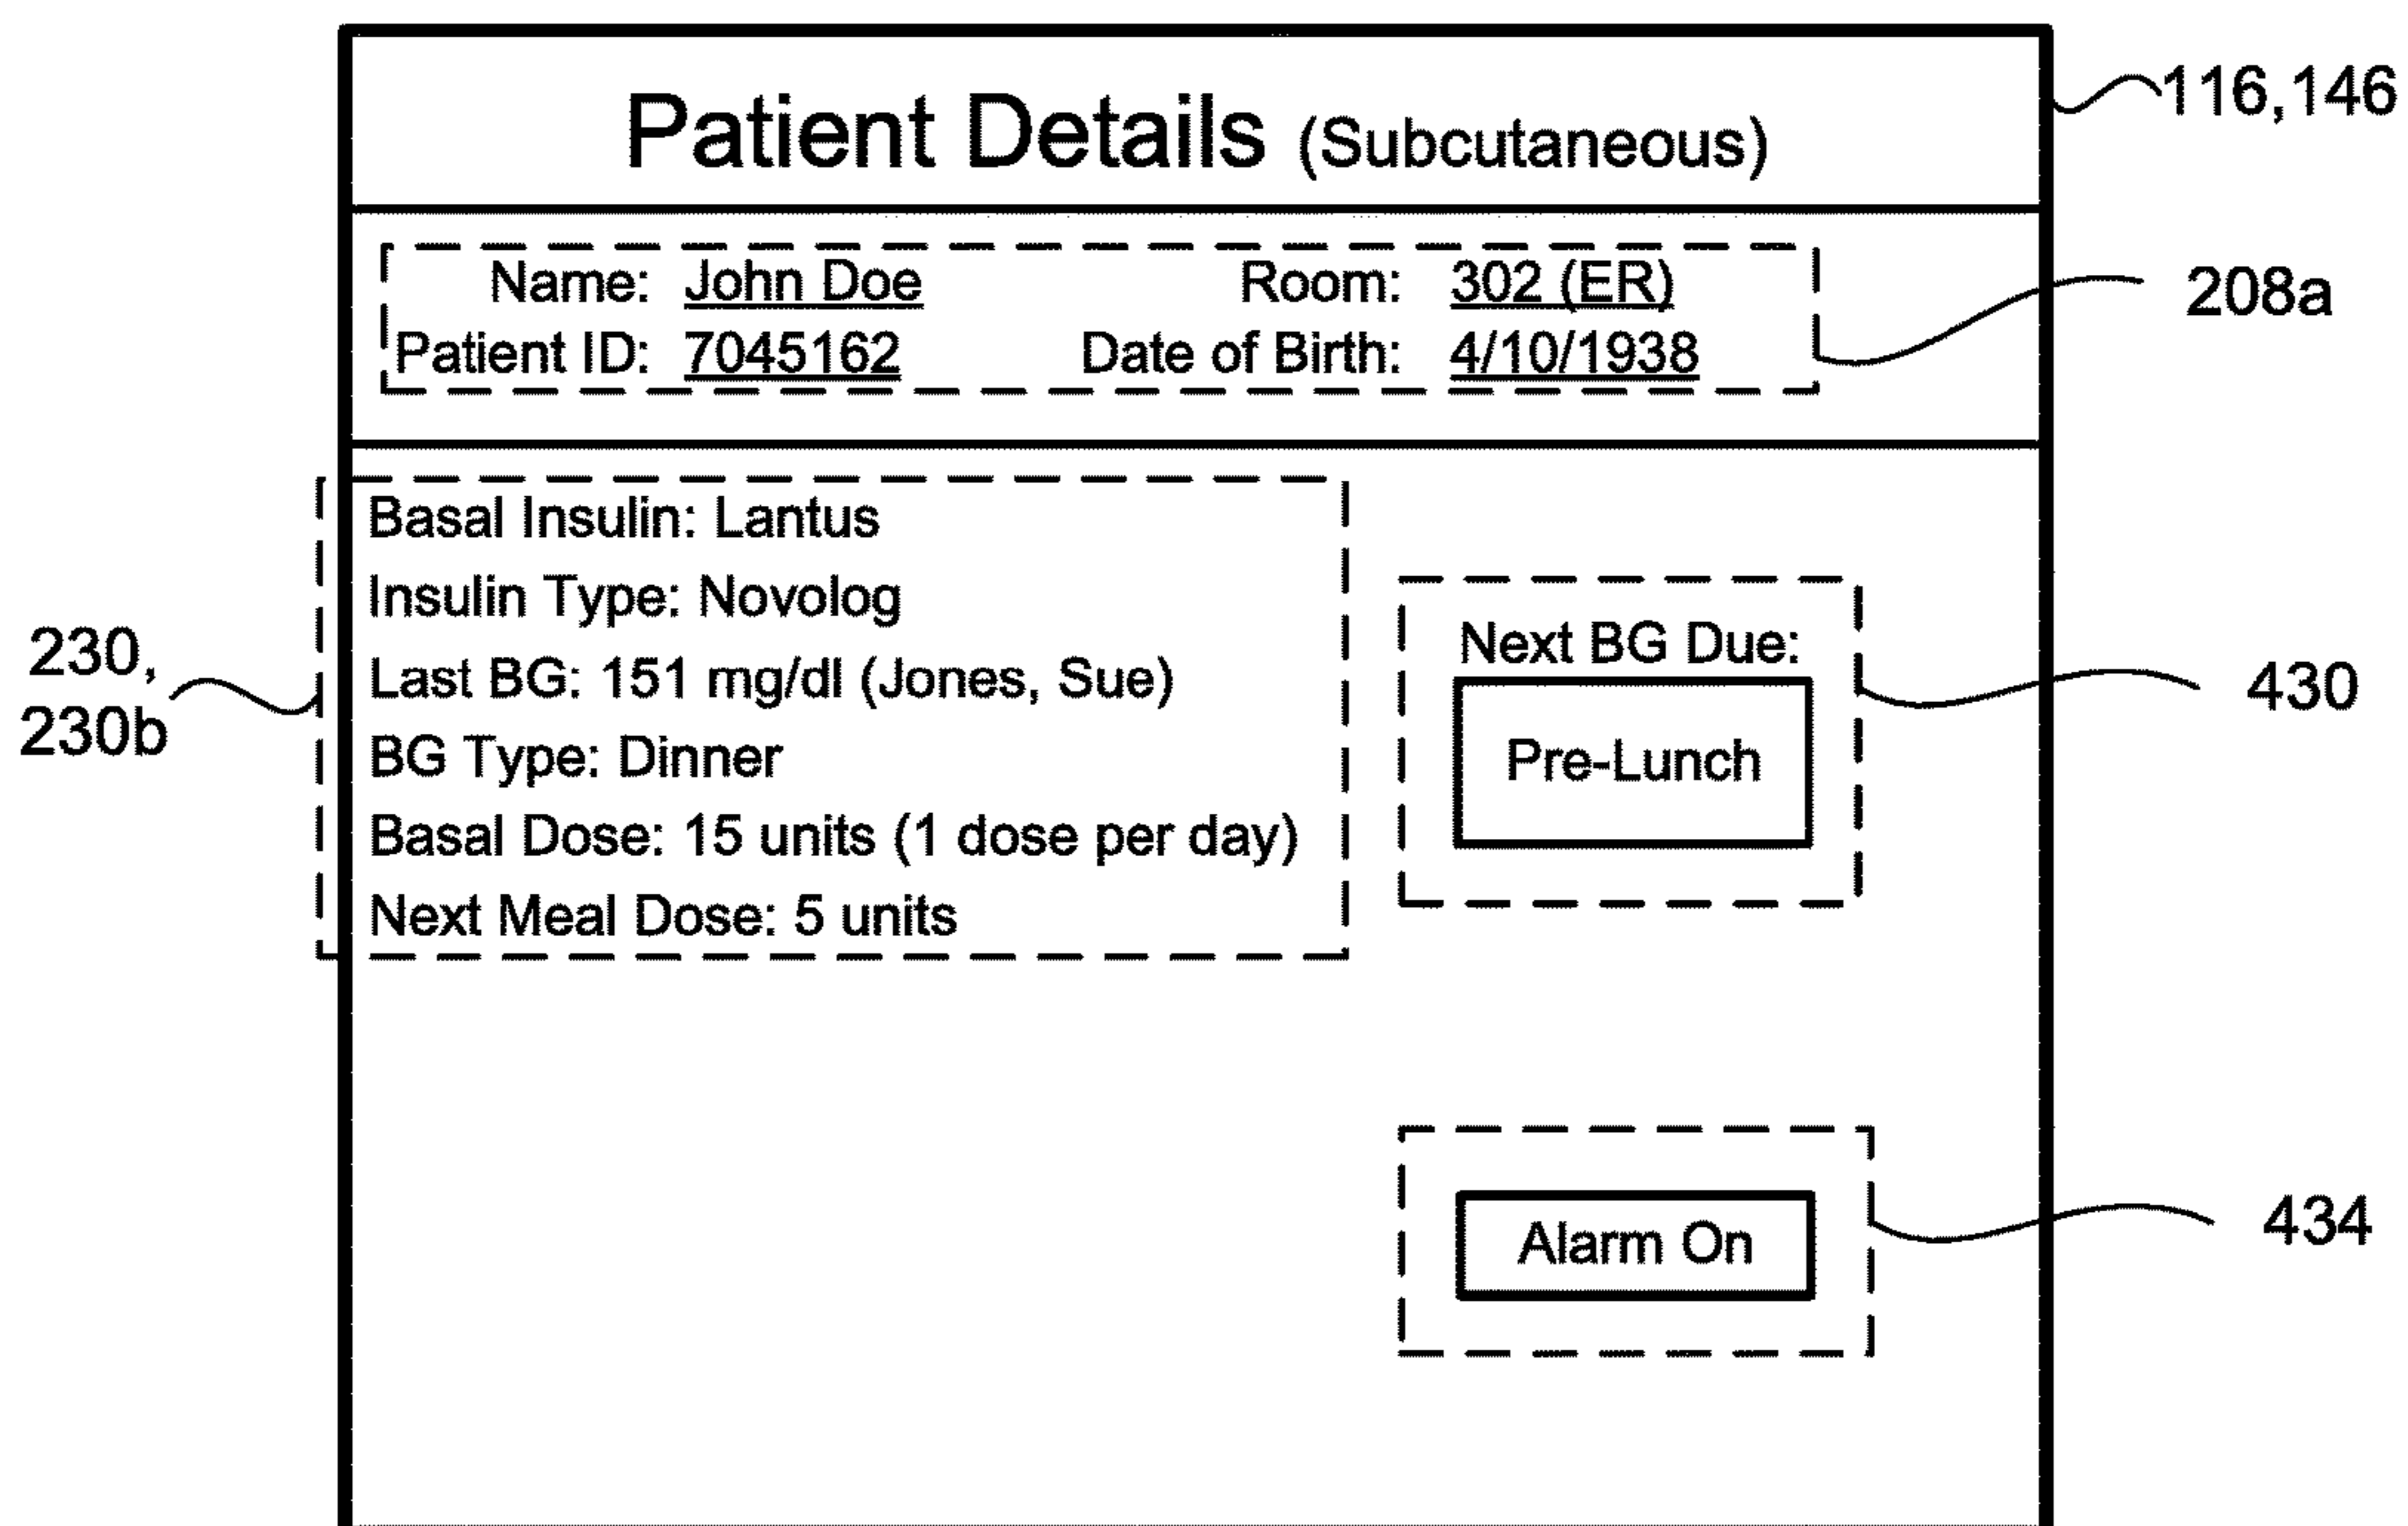 Patient Details (Subcutaneous)
116,146
Name: John Doe Room: 302 (ER)
Patient ID: 7045162 Date of Birth: 4/10/1938
208a
Basal Insulin: Lantus
Insulin Type: Novolog
Last BG: 151 mg/dl (Jones, Sue)
BG Type: Dinner
Basal Dose: 15 units (1 dose per day)
Next Meal Dose: 5 units
230,
230b
Next BG Due:
Pre-Lunch
430
Alarm On
434